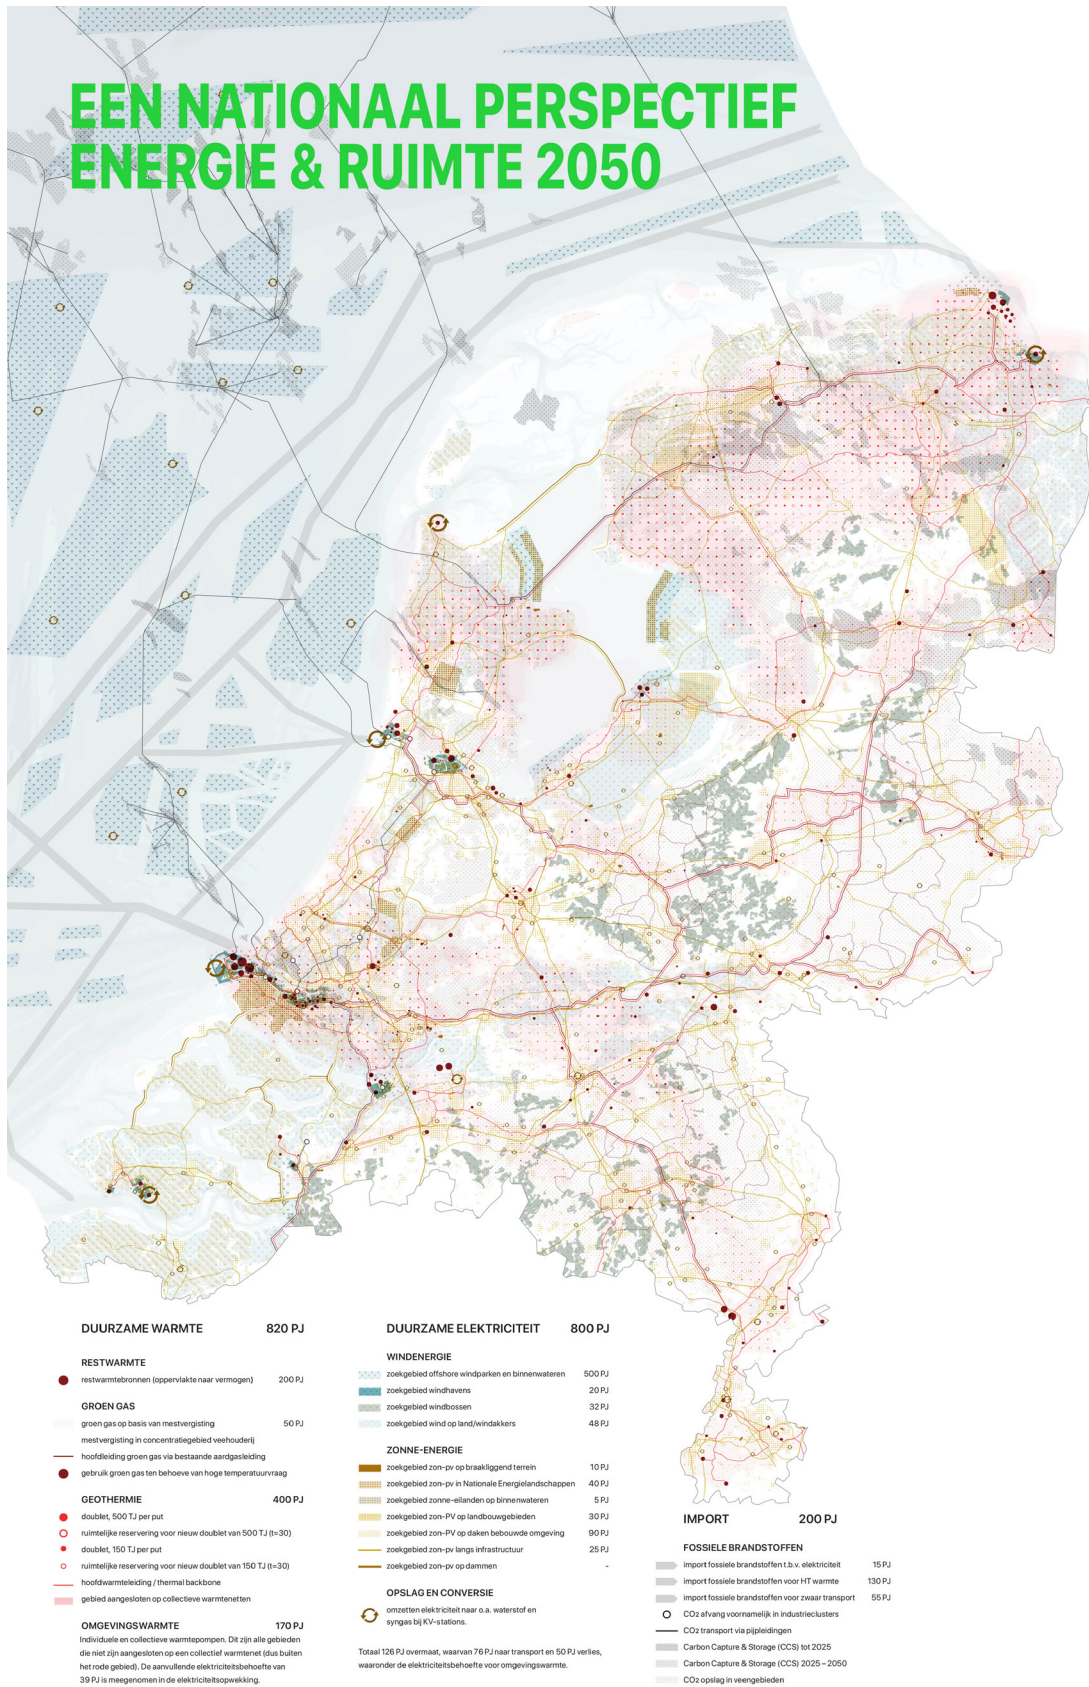 EEN NATIONAAL PERSPECTIEF
ENERGIE & RUIMTE 2050
DUURZAME WARMTE 820 PJ
RESTWARMTE
restwarmtebronnen (oppervlakte naar vermogen) 200 PJ
GROEN GAS
groen gas op basis van mestvergisting 50 PJ
mestvergisting in concentratiegebied veehouderij
hoofdleiding groen gas via bestaande aardgasleiding
gebruik groen gas ten behoeve van hoge temperatuurvraag
GEOTHERMIE 400 PJ
doublet, 500 TJ per put
ruimtelijke reservering voor nieuw doublet van 500 TJ (t=30)
doublet, 150 TJ per put
ruimtelijke reservering voor nieuw doublet van 150 TJ (t=30)
hoofdwarmteleiding / thermal backbone
gebied aangesloten op collectieve warmtenetten
OMGEVINGSWARMTE 170 PJ
Individuele en collectieve warmtepompen. Dit zijn alle gebieden
die niet zijn aangesloten op een collectief warmtenet (dus buiten
het rode gebied). De aanvullende elektriciteitsbehoefte van
39 PJ is meegenomen in de elektriciteitsopwekking.
DUURZAME ELEKTRICITEIT 800 PJ
WINDENERGIE
zoekgebied offshore windparken en binnenwateren 500 PJ
zoekgebied windhavens 20 PJ
zoekgebied windbossen 32 PJ
zoekgebied wind op land/windakkers 48 PJ
ZONNE-ENERGIE
zoekgebied zon-pv op braakliggend terrein 10 PJ
zoekgebied zon-pv in Nationale Energielandschappen 40 PJ
zoekgebied zonne-eilanden op binnenwateren 5 PJ
zoekgebied zon-PV op landbouwgebieden 30 PJ
zoekgebied zon-PV op daken bebouwde omgeving 90 PJ
zoekgebied zon-pv langs infrastructuur 25 PJ
zoekgebied zon-pv op dammen -
OPSLAG EN CONVERSIE
omzetten elektriciteit naar o.a. waterstof en
syngas bij KV-stations.
Totaal 126 PJ overmaat, waarvan 76 PJ naar transport en 50 PJ verlies,
waaronder de elektriciteitsbehoefte voor omgevingswarmte.
IMPORT 200 PJ
FOSSIELE BRANDSTOFFEN
import fossiele brandstoffen t.b.v. elektriciteit 15 PJ
import fossiele brandstoffen voor HT warmte 130 PJ
import fossiele brandstoffen voor zwaar transport 55 PJ
CO2 afvang voornamelijk in industrieclusters
CO2 transport via pijpleidingen
Carbon Capture & Storage (CCS) tot 2025
Carbon Capture & Storage (CCS) 2025 – 2050
CO2 opslag in veengebieden